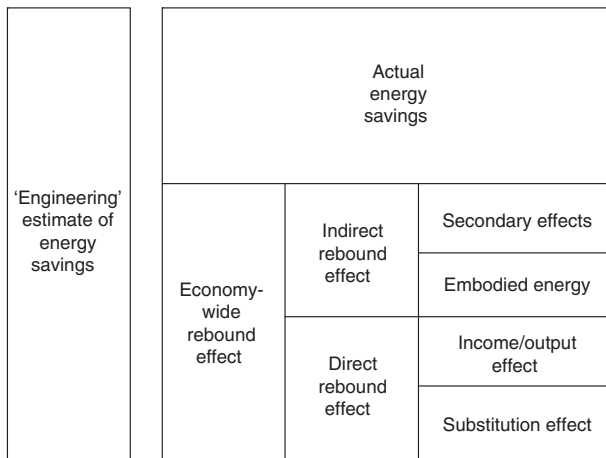 'Engineering'
estimate of
energy
savings
Actual
energy
savings
Economy-
wide
rebound
effect
Indirect
rebound
effect
Direct
rebound
effect
Secondary effects
Embodied energy
Income/output
effect
Substitution effect